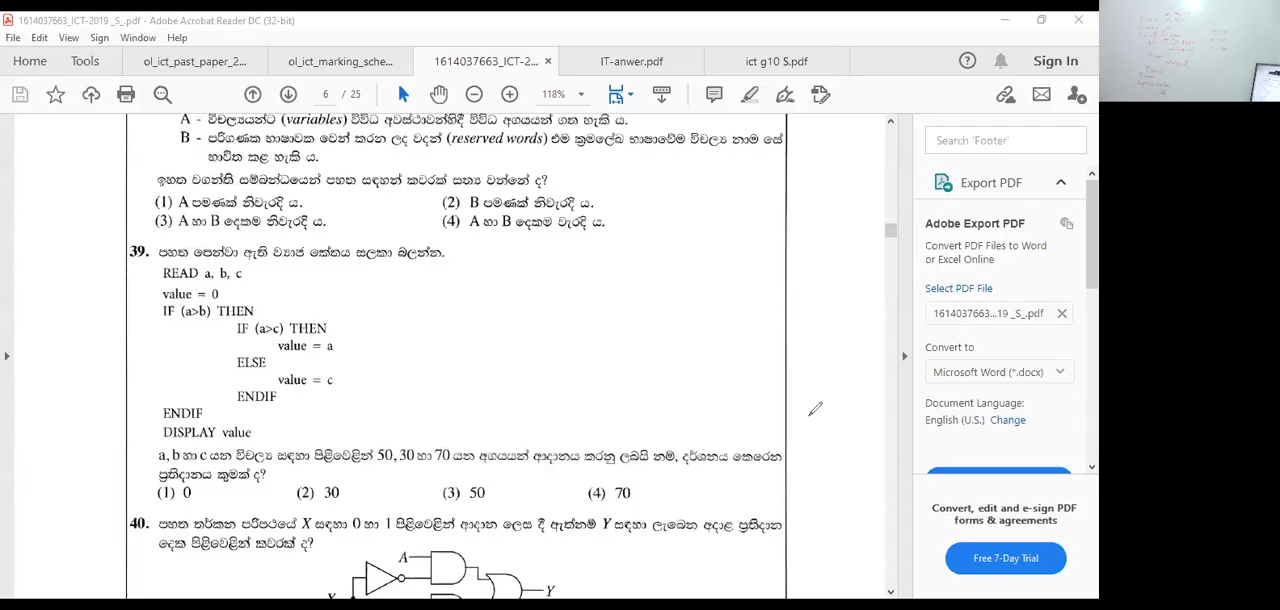 1614037663_ICT-2019 _S_.pdf - Adobe Acrobat Reader DC (32-bit)
File Edit View Sign Window Help
Home Tools ol_ict_past_paper_2... ol_ict_marking_sche... 1614037663_ICT-2... × IT-anwer.pdf ict g10 S.pdf Sign In
6 / 25 118%
A - විචල්‍යයන්ට (variables) විවිධ අවස්ථාවන්හිදී විවිධ අගයයන් ගත හැකි ය.
B - පරිගණක භාෂාවක වෙන් කරන ලද වදන් (reserved words) එම ක්‍රමලේඛ භාෂාවේම විචල්‍ය නාම සේ
භාවිත කළ හැකි ය.
ඉහත වගන්ති සම්බන්ධයෙන් පහත සඳහන් කවරක් සත්‍ය වන්නේ ද?
(1) A පමණක් නිවැරදි ය. (2) B පමණක් නිවැරදි ය.
(3) A හා B දෙකම නිවැරදි ය. (4) A හා B දෙකම වැරදි ය.
39. පහත පෙන්වා ඇති ව්‍යාජ කේතය සලකා බලන්න.
READ a, b, c
value = 0
IF (a>b) THEN
IF (a>c) THEN
value = a
ELSE
value = c
ENDIF
ENDIF
DISPLAY value
a, b හා c යන විචල්‍ය සඳහා පිළිවෙළින් 50, 30 හා 70 යන අගයයන් ආදානය කරනු ලබයි නම්, දර්ශනය කෙරෙන
ප්‍රතිදානය කුමක් ද?
(1) 0 (2) 30 (3) 50 (4) 70
40. පහත තර්කන පරිපථයේ X සඳහා 0 හා 1 පිළිවෙළින් ආදාන ලෙස දී ඇත්නම් Y සඳහා ලැබෙන අදාළ ප්‍රතිදාන
දෙක පිළිවෙළින් කවරක් ද?
A
Y
Search 'Footer'
Export PDF
Adobe Export PDF
Convert PDF Files to Word
or Excel Online
Select PDF File
1614037663...19 _S_.pdf
Convert to
Microsoft Word (*.docx)
Document Language:
English (U.S.) Change
Convert, edit and e-sign PDF
forms & agreements
Free 7-Day Trial